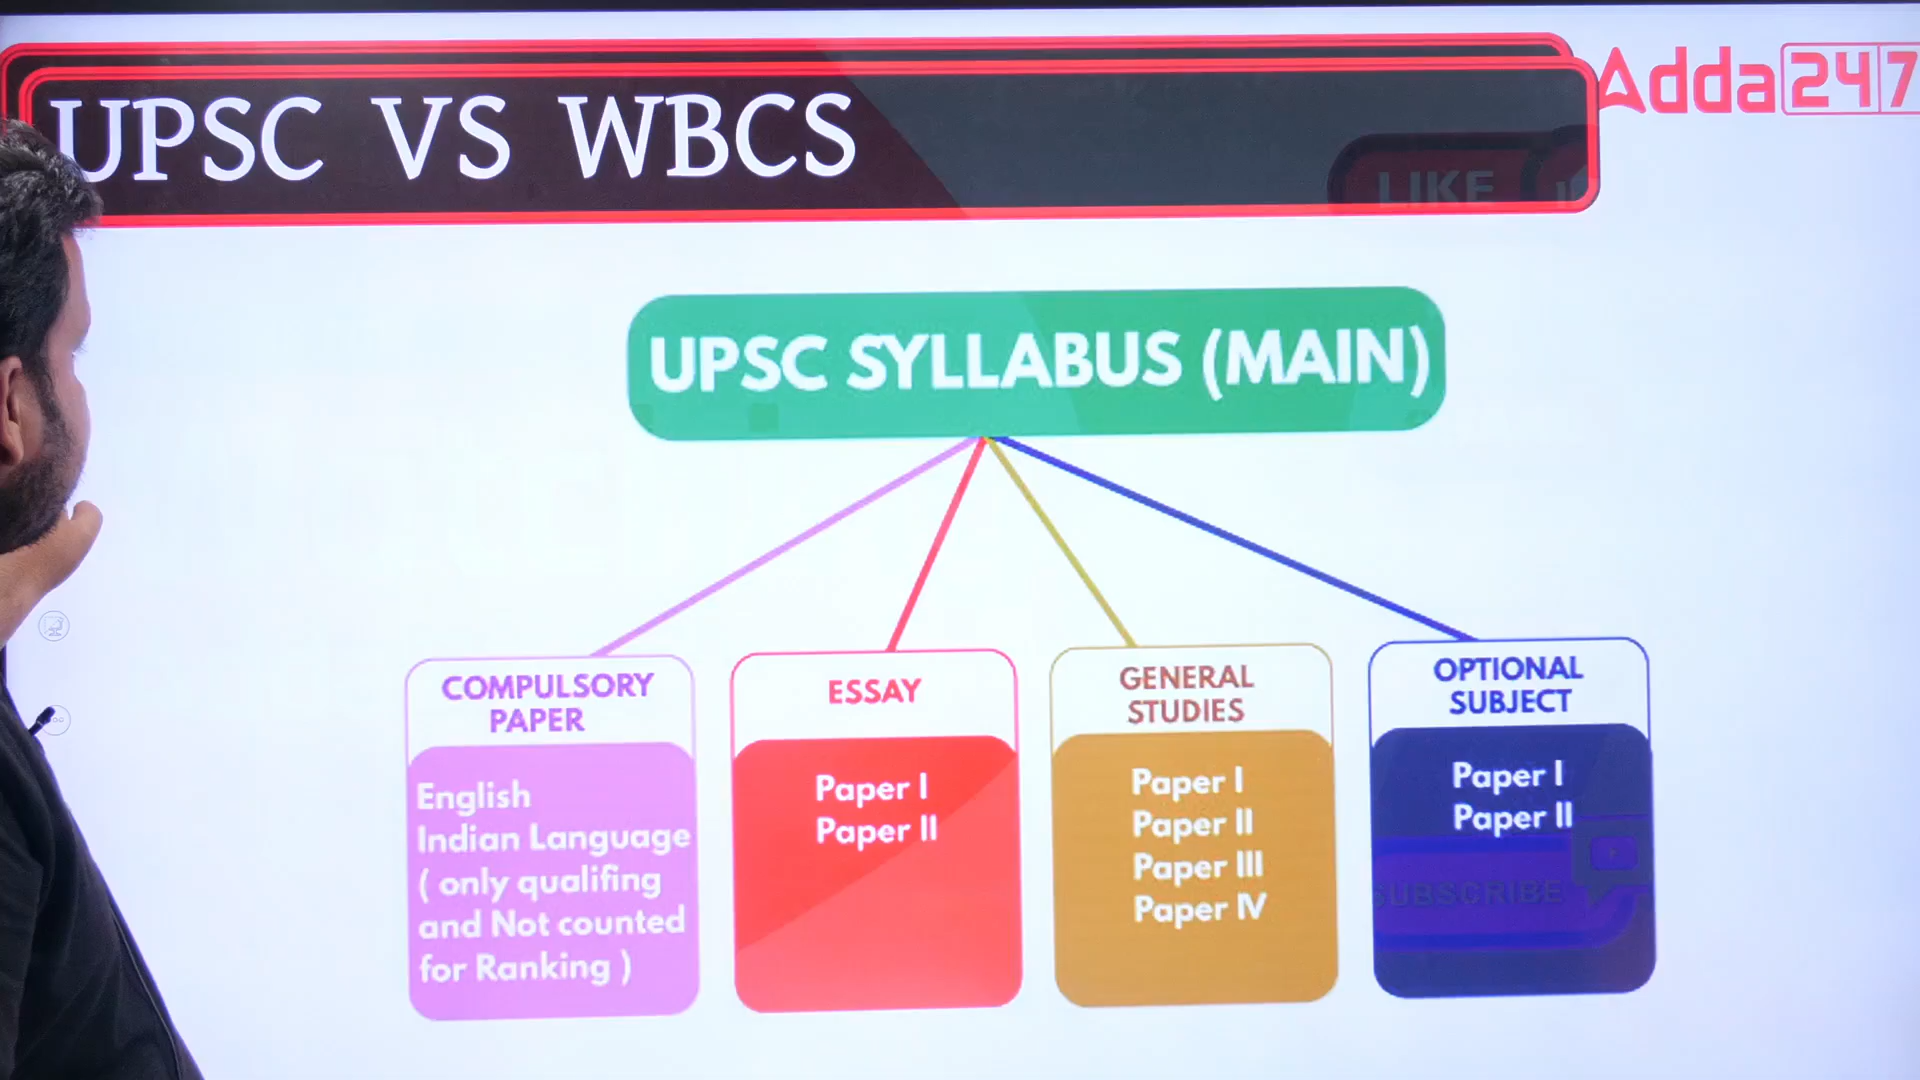 UPSC VS WBCS
Adda247
LIKE
UPSC SYLLABUS (MAIN)
COMPULSORY
PAPER
English
Indian Language
( only qualifing
and Not counted
for Ranking )
ESSAY
Paper I
Paper II
GENERAL
STUDIES
Paper I
Paper II
Paper III
Paper IV
OPTIONAL
SUBJECT
Paper I
Paper II
SUBSCRIBE